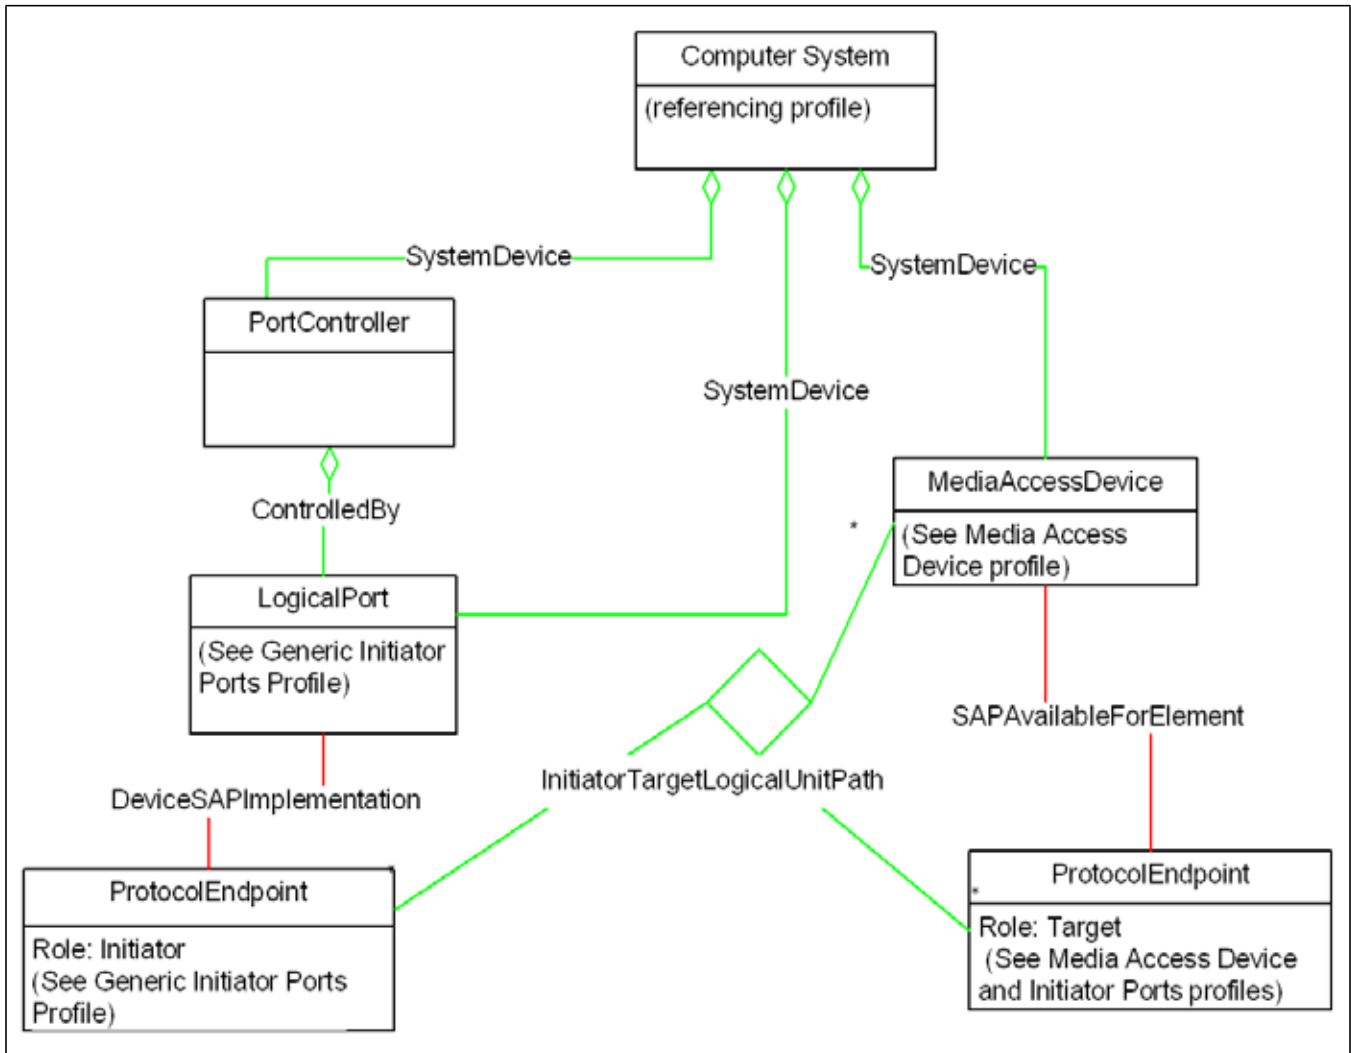 Computer System
(referencing profile)
SystemDevice
SystemDevice
PortController
SystemDevice
ControlledBy
MediaAccessDevice
*
(See Media Access
Device profile)
LogicalPort
(See Generic Initiator
Ports Profile)
SAPAvailableForElement
InitiatorTargetLogicalUnitPath
DeviceSAPImplementation
*
ProtocolEndpoint
Role: Initiator
(See Generic Initiator Ports
Profile)
ProtocolEndpoint
*
Role: Target
(See Media Access Device
and Initiator Ports profiles)